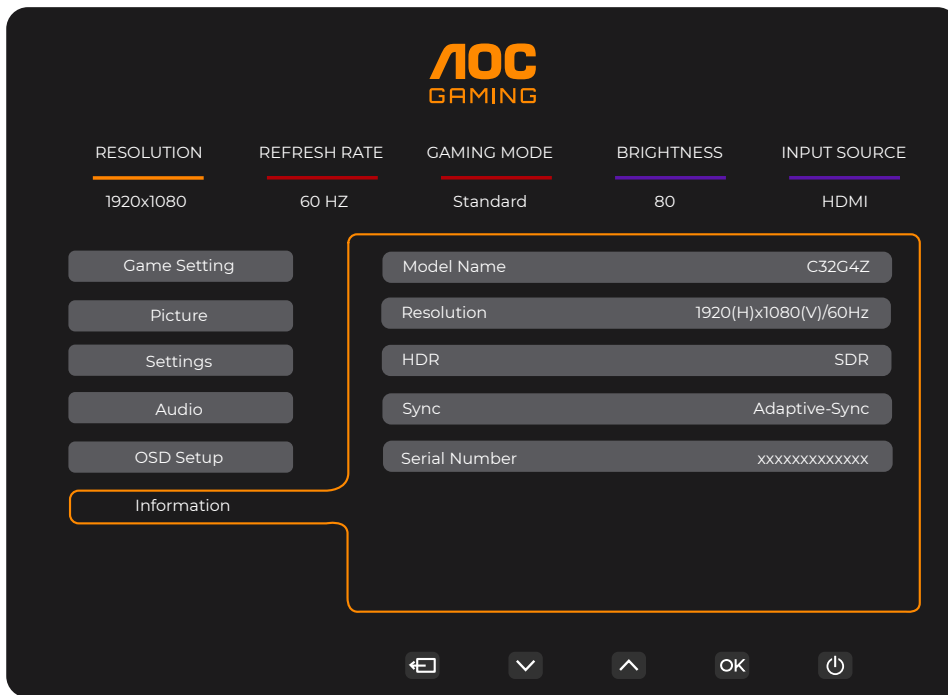 AOC
GAMING
RESOLUTION REFRESH RATE GAMING MODE BRIGHTNESS INPUT SOURCE
1920x1080 60 HZ Standard 80 HDMI
Game Setting
Picture
Settings
Audio
OSD Setup
Information
Model Name C32G4Z
Resolution 1920(H)x1080(V)/60Hz
HDR SDR
Sync Adaptive-Sync
Serial Number xxxxxxxxxxxxx
OK